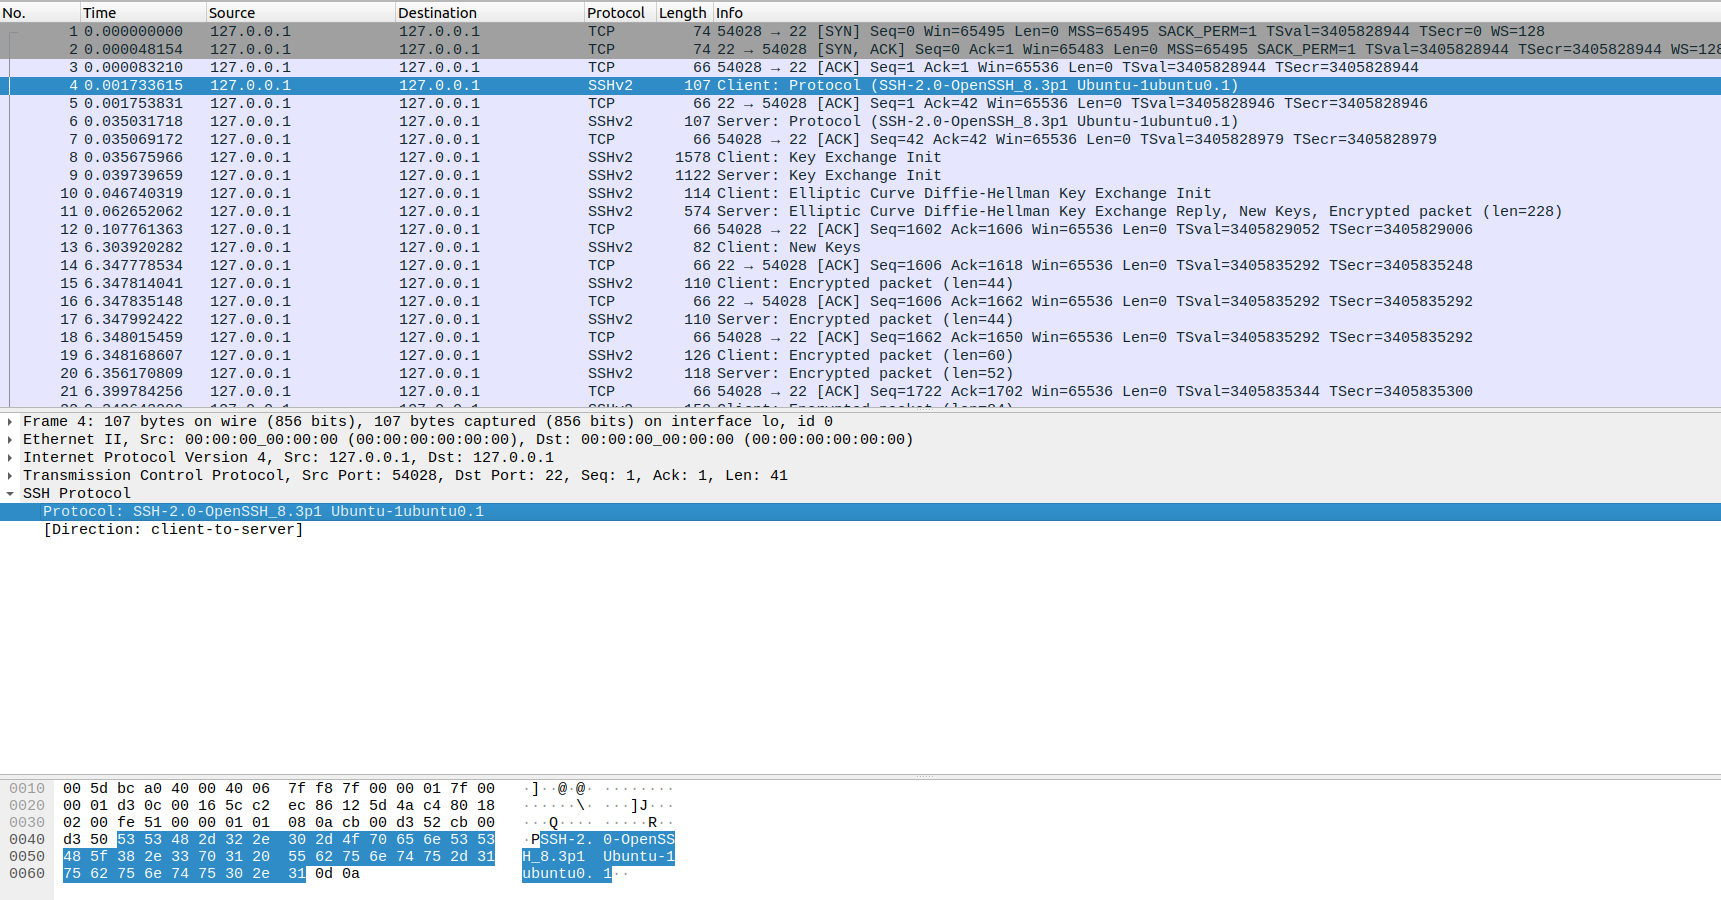 No. Time Source Destination Protocol Length Info
1 0.000000000 127.0.0.1 127.0.0.1 TCP 74 54028 → 22 [SYN] Seq=0 Win=65495 Len=0 MSS=65495 SACK_PERM=1 TSval=3405828944 TSecr=0 WS=128
2 0.000048154 127.0.0.1 127.0.0.1 TCP 74 22 → 54028 [SYN, ACK] Seq=0 Ack=1 Win=65483 Len=0 MSS=65495 SACK_PERM=1 TSval=3405828944 TSecr=3405828944 WS=128
3 0.000083210 127.0.0.1 127.0.0.1 TCP 66 54028 → 22 [ACK] Seq=1 Ack=1 Win=65536 Len=0 TSval=3405828944 TSecr=3405828944
4 0.001733615 127.0.0.1 127.0.0.1 SSHv2 107 Client: Protocol (SSH-2.0-OpenSSH_8.3p1 Ubuntu-1ubuntu0.1)
5 0.001753831 127.0.0.1 127.0.0.1 TCP 66 22 → 54028 [ACK] Seq=1 Ack=42 Win=65536 Len=0 TSval=3405828946 TSecr=3405828946
6 0.035031718 127.0.0.1 127.0.0.1 SSHv2 107 Server: Protocol (SSH-2.0-OpenSSH_8.3p1 Ubuntu-1ubuntu0.1)
7 0.035069172 127.0.0.1 127.0.0.1 TCP 66 54028 → 22 [ACK] Seq=42 Ack=42 Win=65536 Len=0 TSval=3405828979 TSecr=3405828979
8 0.035675966 127.0.0.1 127.0.0.1 SSHv2 1578 Client: Key Exchange Init
9 0.039739659 127.0.0.1 127.0.0.1 SSHv2 1122 Server: Key Exchange Init
10 0.046740319 127.0.0.1 127.0.0.1 SSHv2 114 Client: Elliptic Curve Diffie-Hellman Key Exchange Init
11 0.062652062 127.0.0.1 127.0.0.1 SSHv2 574 Server: Elliptic Curve Diffie-Hellman Key Exchange Reply, New Keys, Encrypted packet (len=228)
12 0.107761363 127.0.0.1 127.0.0.1 TCP 66 54028 → 22 [ACK] Seq=1602 Ack=1606 Win=65536 Len=0 TSval=3405829052 TSecr=3405829006
13 6.303920282 127.0.0.1 127.0.0.1 SSHv2 82 Client: New Keys
14 6.347778534 127.0.0.1 127.0.0.1 TCP 66 22 → 54028 [ACK] Seq=1606 Ack=1618 Win=65536 Len=0 TSval=3405835292 TSecr=3405835248
15 6.347814041 127.0.0.1 127.0.0.1 SSHv2 110 Client: Encrypted packet (len=44)
16 6.347835148 127.0.0.1 127.0.0.1 TCP 66 22 → 54028 [ACK] Seq=1606 Ack=1662 Win=65536 Len=0 TSval=3405835292 TSecr=3405835292
17 6.347992422 127.0.0.1 127.0.0.1 SSHv2 110 Server: Encrypted packet (len=44)
18 6.348015459 127.0.0.1 127.0.0.1 TCP 66 54028 → 22 [ACK] Seq=1662 Ack=1650 Win=65536 Len=0 TSval=3405835292 TSecr=3405835292
19 6.348168607 127.0.0.1 127.0.0.1 SSHv2 126 Client: Encrypted packet (len=60)
20 6.356170809 127.0.0.1 127.0.0.1 SSHv2 118 Server: Encrypted packet (len=52)
21 6.399784256 127.0.0.1 127.0.0.1 TCP 66 54028 → 22 [ACK] Seq=1722 Ack=1702 Win=65536 Len=0 TSval=3405835344 TSecr=3405835300
Frame 4: 107 bytes on wire (856 bits), 107 bytes captured (856 bits) on interface lo, id 0
Ethernet II, Src: 00:00:00_00:00:00 (00:00:00:00:00:00), Dst: 00:00:00_00:00:00 (00:00:00:00:00:00)
Internet Protocol Version 4, Src: 127.0.0.1, Dst: 127.0.0.1
Transmission Control Protocol, Src Port: 54028, Dst Port: 22, Seq: 1, Ack: 1, Len: 41
SSH Protocol
Protocol: SSH-2.0-OpenSSH_8.3p1 Ubuntu-1ubuntu0.1
[Direction: client-to-server]
0010 00 5d bc a0 40 00 40 06 7f f8 7f 00 00 01 7f 00 ·]··@·@· ········
0020 00 01 d3 0c 00 16 5c c2 ec 86 12 5d 4a c4 80 18 ······\· ···]J···
0030 02 00 fe 51 00 00 01 01 08 0a cb 00 d3 52 cb 00 ···Q···· ·····R··
0040 d3 50 53 53 48 2d 32 2e 30 2d 4f 70 65 6e 53 53 ·PSSH-2. 0-OpenSS
0050 48 5f 38 2e 33 70 31 20 55 62 75 6e 74 75 2d 31 H_8.3p1 Ubuntu-1
0060 75 62 75 6e 74 75 30 2e 31 0d 0a ubuntu0. 1··